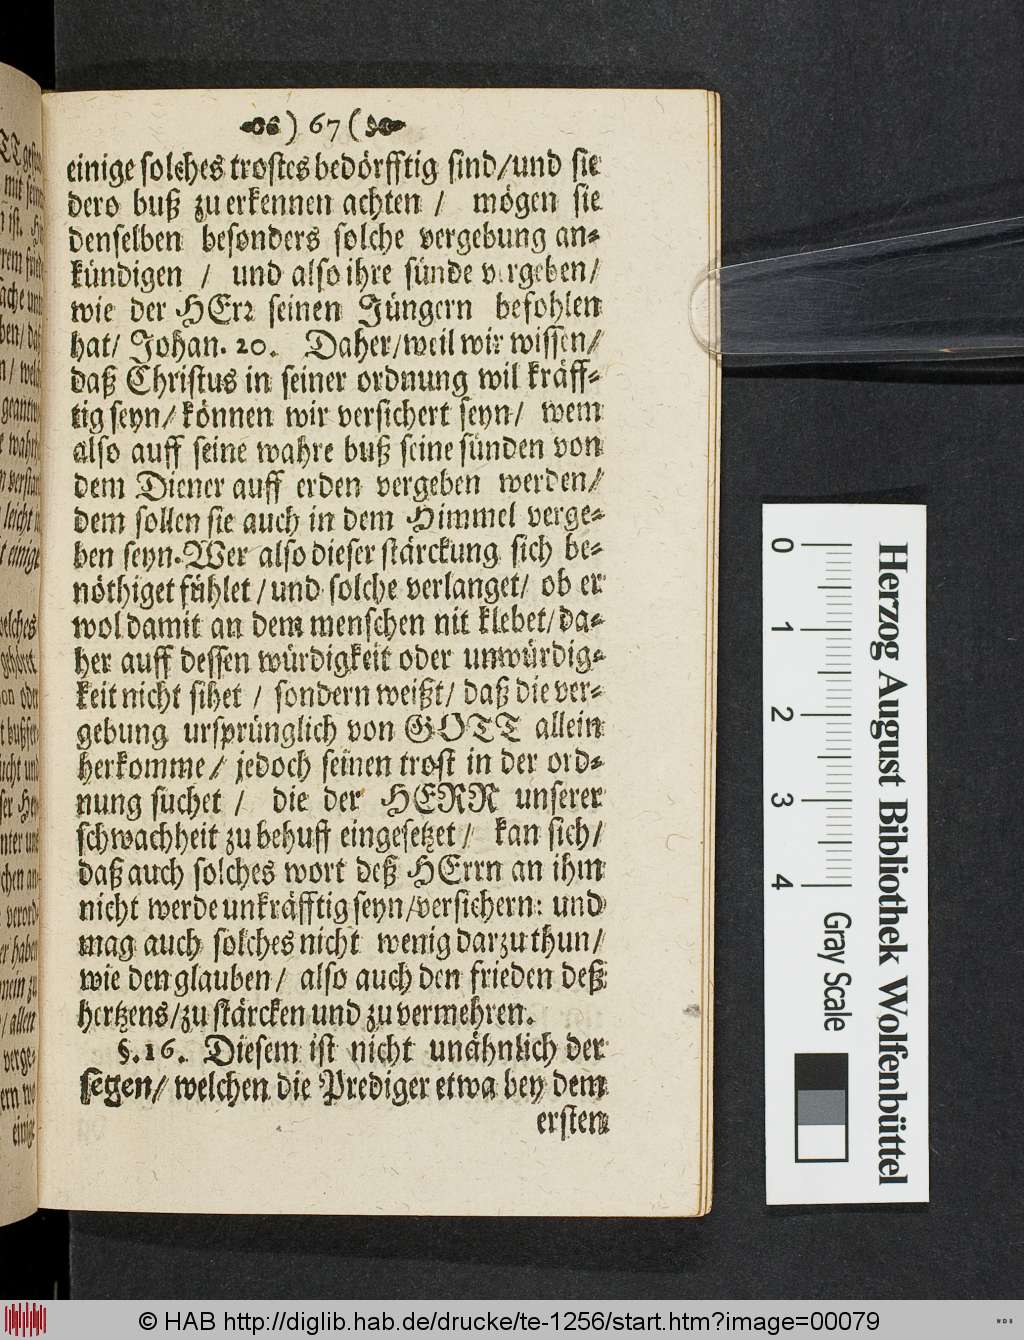 ) 67 (
einige solches trostes bedörfftig sind/und sie
dero buß zu erkennen achten / mögen sie
denselben besonders solche vergebung an-
kündigen / und also ihre sünde vergeben/
wie der HErr seinen Jüngern befohlen
hat/ Johan. 20. Daher/weil wir wissen/
daß Christus in seiner ordnung wil kräff-
tig seyn/ können wir versichert seyn/ wem
also auff seine wahre buß seine sünden von
dem Diener auff erden vergeben werden/
dem sollen sie auch in dem Himmel verge-
ben seyn. Wer also dieser stärckung sich be-
nöthiget fühlet / und solche verlanget/ ob er
wol damit an dem menschen nit klebet/ da-
her auff dessen würdigkeit oder unwürdig-
keit nicht sihet / sondern weißt/ daß die ver-
gebung ursprünglich von GOTT allein
herkomme / jedoch seinen trost in der ord-
nung suchet / die der HERR unserer
schwachheit zu behuff eingesetzet / kan sich/
daß auch solches wort deß HErrn an ihm
nicht werde unkräfftig seyn/versichern: und
mag auch solches nicht wenig darzu thun/
wie den glauben/ also auch den frieden deß
hertzens/zu stärcken und zu vermehren.
§. 16. Diesem ist nicht unähnlich der
segen/ welchen die Prediger etwa bey dem
ersten
Herzog August Bibliothek Wolfenbüttel
0 1 2 3 4 Gray Scale
© HAB http://diglib.hab.de/drucke/te-1256/start.htm?image=00079